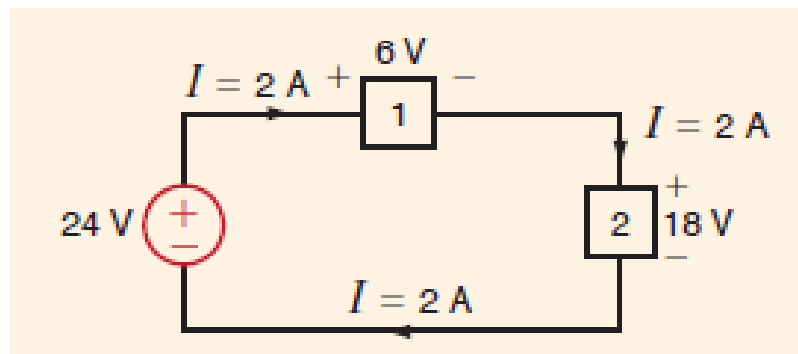 6 V
I = 2 A + −
1
I = 2 A
24 V
+
−
2
+
18 V
−
I = 2 A